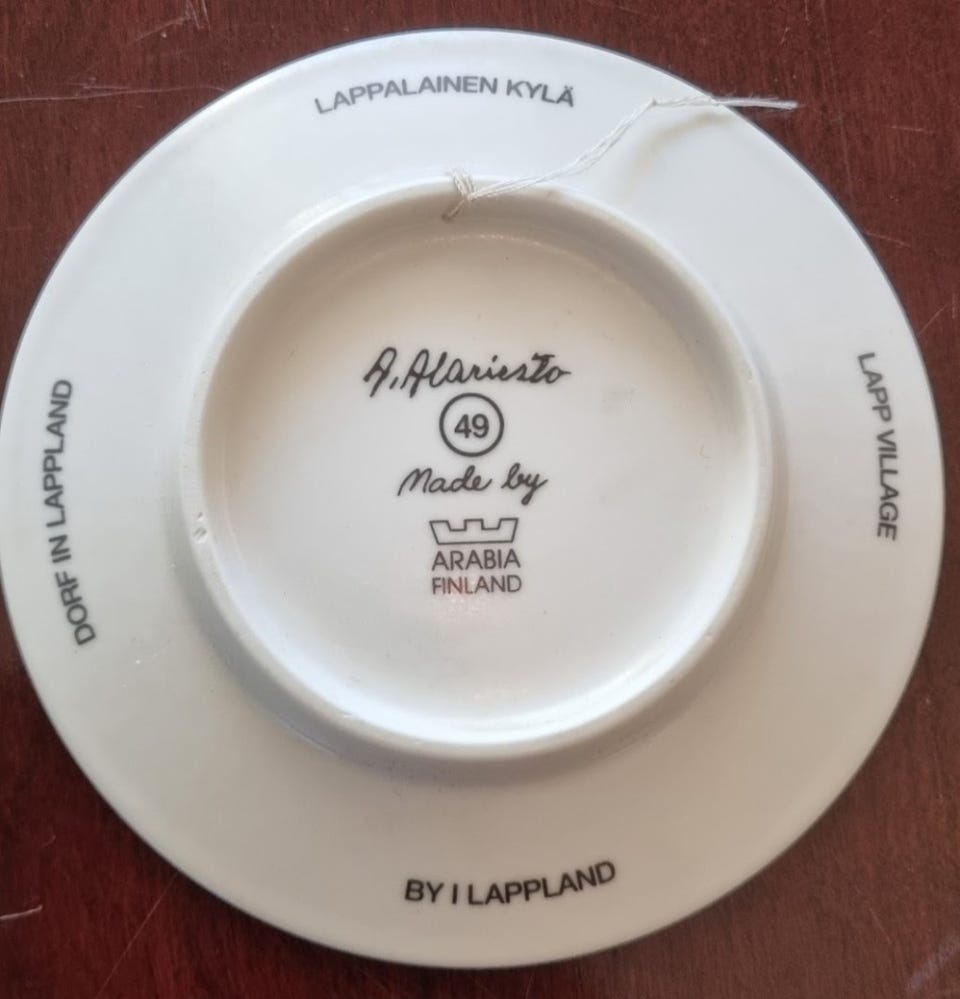 LAPPALAINEN KYLÄ
LAPP VILLAGE
BY I LAPPLAND
DORF IN LAPPLAND
A. Alariesto
49
Made by
ARABIA
FINLAND